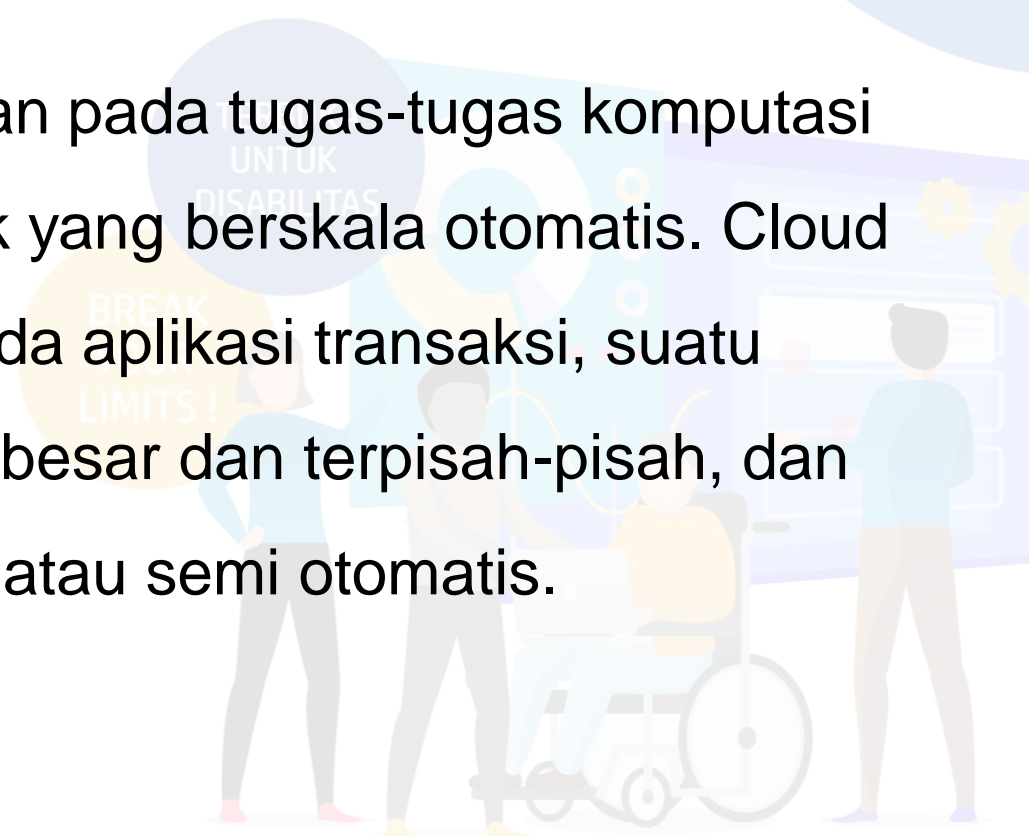 an pada tugas-tugas komputasi
k yang berskala otomatis. Cloud
da aplikasi transaksi, suatu
besar dan terpisah-pisah, dan
atau semi otomatis.
UNTUK
DISABILITAS
BREAK
LIMITS !